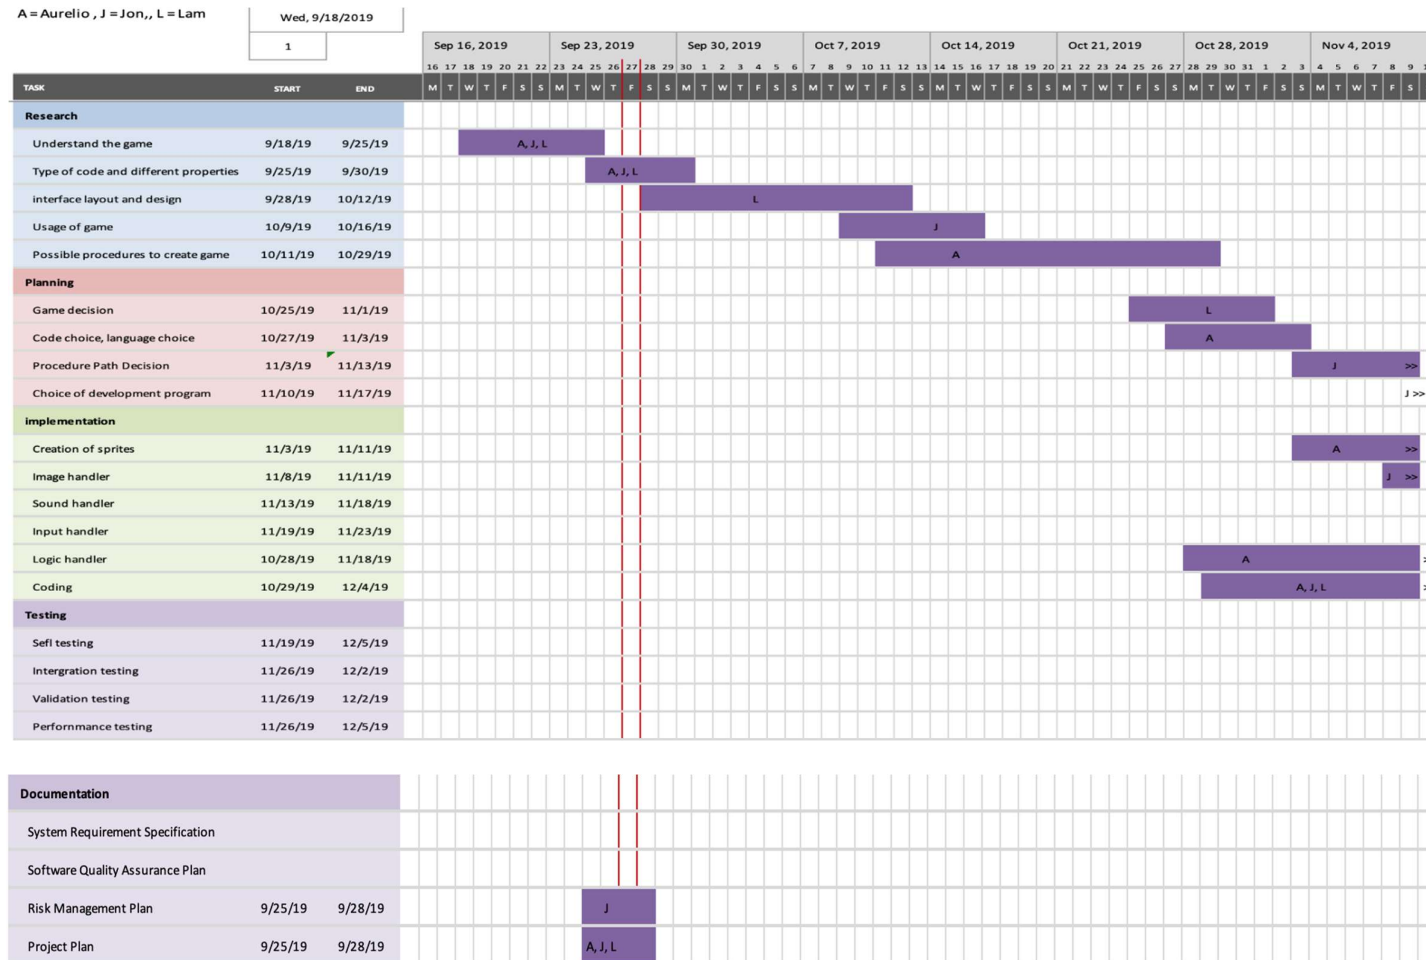 A = Aurelio , J = Jon,, L = Lam
Wed, 9/18/2019
1
Sep 16, 2019 Sep 23, 2019 Sep 30, 2019 Oct 7, 2019 Oct 14, 2019 Oct 21, 2019 Oct 28, 2019 Nov 4, 2019
16 17 18 19 20 21 22 23 24 25 26 27 28 29 30 1 2 3 4 5 6 7 8 9 10 11 12 13 14 15 16 17 18 19 20 21 22 23 24 25 26 27 28 29 30 31 1 2 3 4 5 6 7 8 9 1
TASK START END M T W T F S S M T W T F S S M T W T F S S M T W T F S S M T W T F S S M T W T F S S M T W T F S S M T W T F S
Research
Understand the game 9/18/19 9/25/19 A, J, L
Type of code and different properties 9/25/19 9/30/19 A, J, L
interface layout and design 9/28/19 10/12/19 L
Usage of game 10/9/19 10/16/19 J
Possible procedures to create game 10/11/19 10/29/19 A
Planning
Game decision 10/25/19 11/1/19 L
Code choice, language choice 10/27/19 11/3/19 A
Procedure Path Decision 11/3/19 11/13/19 J >>
Choice of development program 11/10/19 11/17/19 J >>
implementation
Creation of sprites 11/3/19 11/11/19 A >>
Image handler 11/8/19 11/11/19 J >>
Sound handler 11/13/19 11/18/19
Input handler 11/19/19 11/23/19
Logic handler 10/28/19 11/18/19 A >
Coding 10/29/19 12/4/19 A, J, L >
Testing
Sefl testing 11/19/19 12/5/19
Intergration testing 11/26/19 12/2/19
Validation testing 11/26/19 12/2/19
Perfornmance testing 11/26/19 12/5/19
Documentation
System Requirement Specification
Software Quality Assurance Plan
Risk Management Plan 9/25/19 9/28/19 J
Project Plan 9/25/19 9/28/19 A, J, L